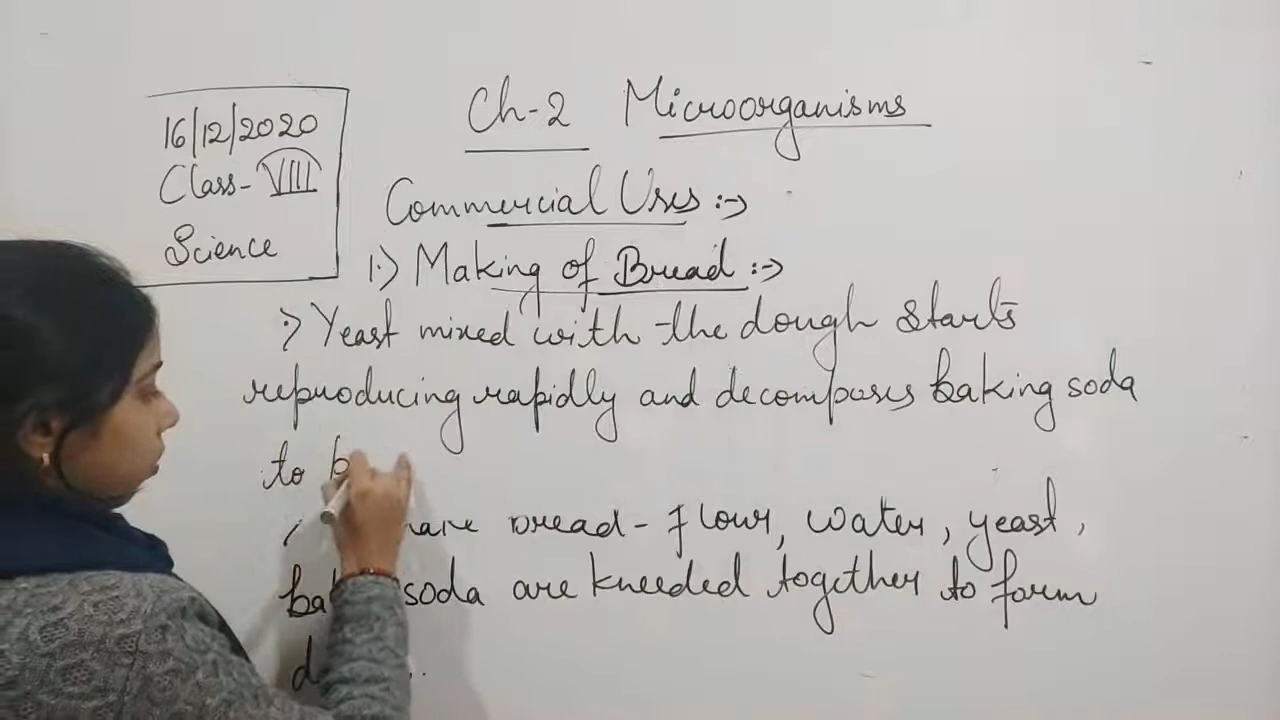 16/12/2020
Class- VIII
Science
Ch-2 Microorganisms
Commercial Uses :->
1.) Making of Bread :->
•> Yeast mixed with the dough starts
reproducing rapidly and decomposes baking soda
to
bread - flour, water, yeast,
soda are kneeded together to form